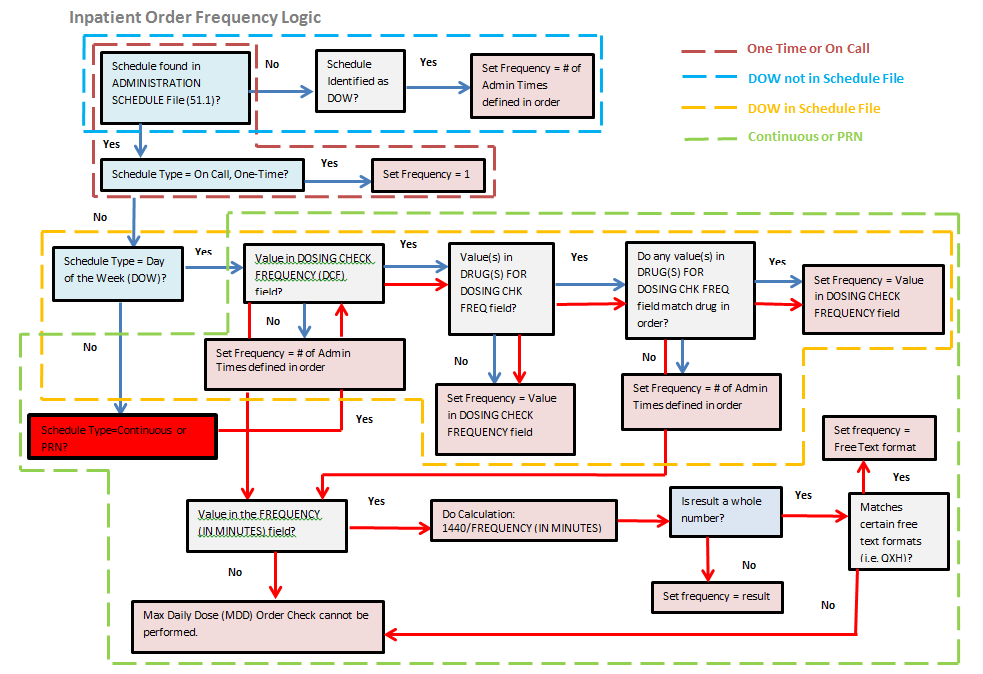 Inpatient Order Frequency Logic
One Time or On Call
DOW not in Schedule File
DOW in Schedule File
Continuous or PRN
Schedule found in
ADMINISTRATION
SCHEDULE File (51.1)?
No
Schedule
Identified as
DOW?
Yes
Set Frequency = # of
Admin Times
defined in order
Yes
Schedule Type = On Call, One-Time?
Yes
Set Frequency = 1
No
Schedule Type = Day
of the Week (DOW)?
Yes
Value in DOSING CHECK
FREQUENCY (DCF)
field?
Yes
Value(s) in
DRUG(S) FOR
DOSING CHK
FREQ field?
Yes
Do any value(s) in
DRUG(S) FOR
DOSING CHK FREQ
field match drug in
order?
Yes
Set Frequency = Value
in DOSING CHECK
FREQUENCY field
No
No
Set Frequency = # of Admin
Times defined in order
No
Set Frequency = Value
in DOSING CHECK
FREQUENCY field
No
Set Frequency = # of Admin
Times defined in order
Schedule Type=Continuous or
PRN?
Yes
Set frequency =
Free Text format
Yes
Value in the FREQUENCY
(IN MINUTES) field?
Yes
Do Calculation:
1440/FREQUENCY (IN MINUTES)
Is result a whole
number?
Yes
Matches
certain free
text formats
(i.e. QXH)?
No
No
Set frequency = result
No
Max Daily Dose (MDD) Order Check cannot be
performed.